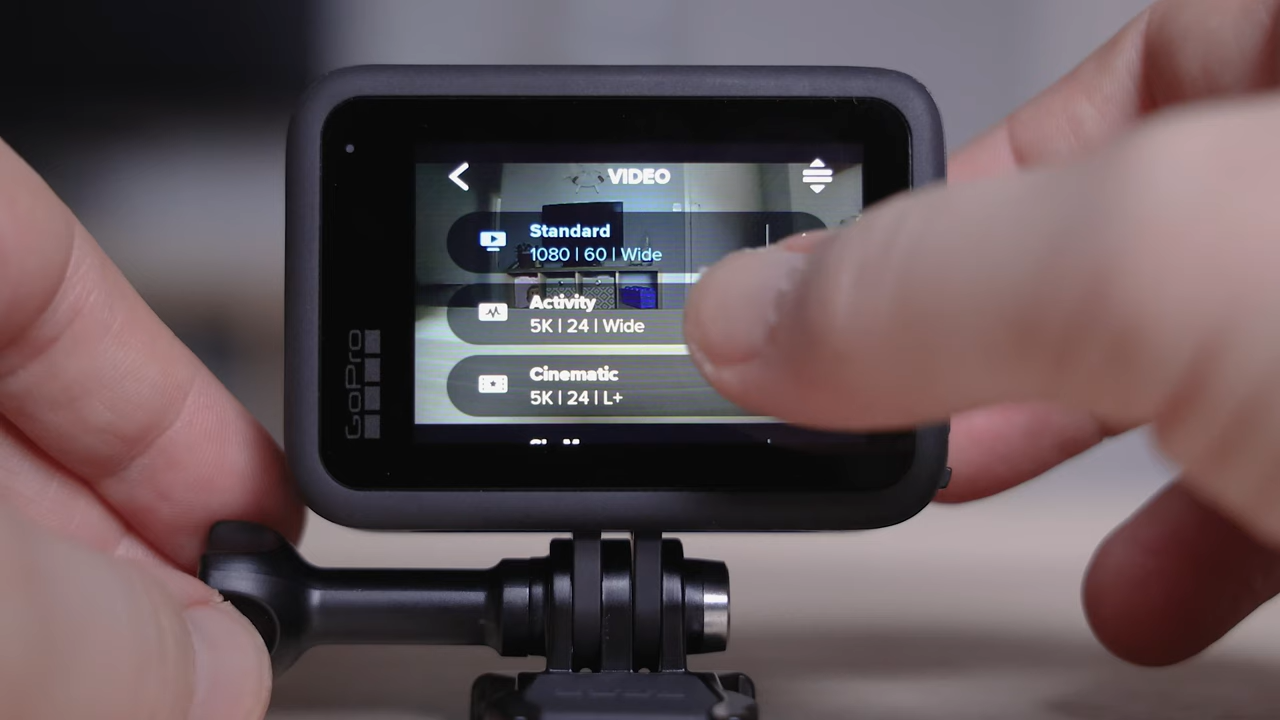 VIDEO
Standard
1080 | 60 | Wide
Activity
5K | 24 | Wide
Cinematic
5K | 24 | L+
GoPro